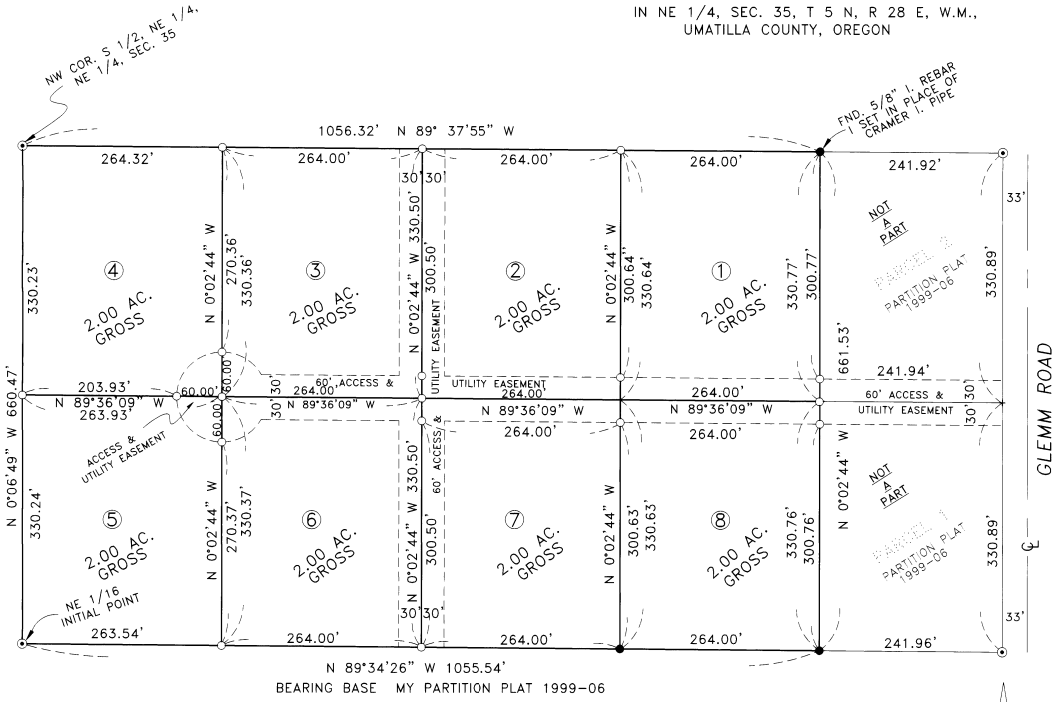 IN NE 1/4, SEC. 35, T 5 N, R 28 E, W.M.,
UMATILLA COUNTY, OREGON
NW COR. S 1/2, NE 1/4,
NE 1/4, SEC. 35
FND. 5/8" I. REBAR
I SET IN PLACE OF
CRAMER I. PIPE
1056.32' N 89° 37'55" W
264.32'
264.00'
264.00'
264.00'
241.92'
30' 30'
33'
NOT
A
PART
PARCEL 2
PARTITION PLAT
1999-06
330.23'
4
2.00 AC.
GROSS
N 0°02'44" W
270.36'
330.36'
3
2.00 AC.
GROSS
N 0°02'44" W 330.50'
300.50'
UTILITY EASEMENT
2
2.00 AC.
GROSS
N 0°02'44" W
300.64"
330.64'
1
2.00 AC.
GROSS
330.77'
300.77'
661.53'
330.89'
GLEMM ROAD
N 0°06'49" W 660.47'
203.93'
60.00'
60.00'
30' 30'
60', ACCESS &
UTILITY EASEMENT
264.00'
264.00'
264.00'
241.94'
60' ACCESS &
UTILITY EASEMENT
30' 30'
N 89°36'09" W
263.93'
60.00'
N 89°36'09" W
N 89°36'09" W
N 89°36'09" W
264.00'
264.00'
ACCESS &
UTILITY EASEMENT
330.24'
5
2.00 AC.
GROSS
N 0°02'44" W
270.37'
330.37'
6
2.00 AC.
GROSS
N 0°02'44" W 330.50'
300.50'
60' ACCESS &
7
2.00 AC.
GROSS
N 0°02'44" W
300.63'
330.63'
8
2.00 AC.
GROSS
330.76'
300.76'
N 0°02'44" W
NOT
A
PART
PARCEL 1
PARTITION PLAT
1999-06
330.89'
℄
NE 1/16
INITIAL POINT
30' 30'
33'
263.54'
264.00'
264.00'
264.00'
241.96'
N 89°34'26" W 1055.54'
BEARING BASE MY PARTITION PLAT 1999-06